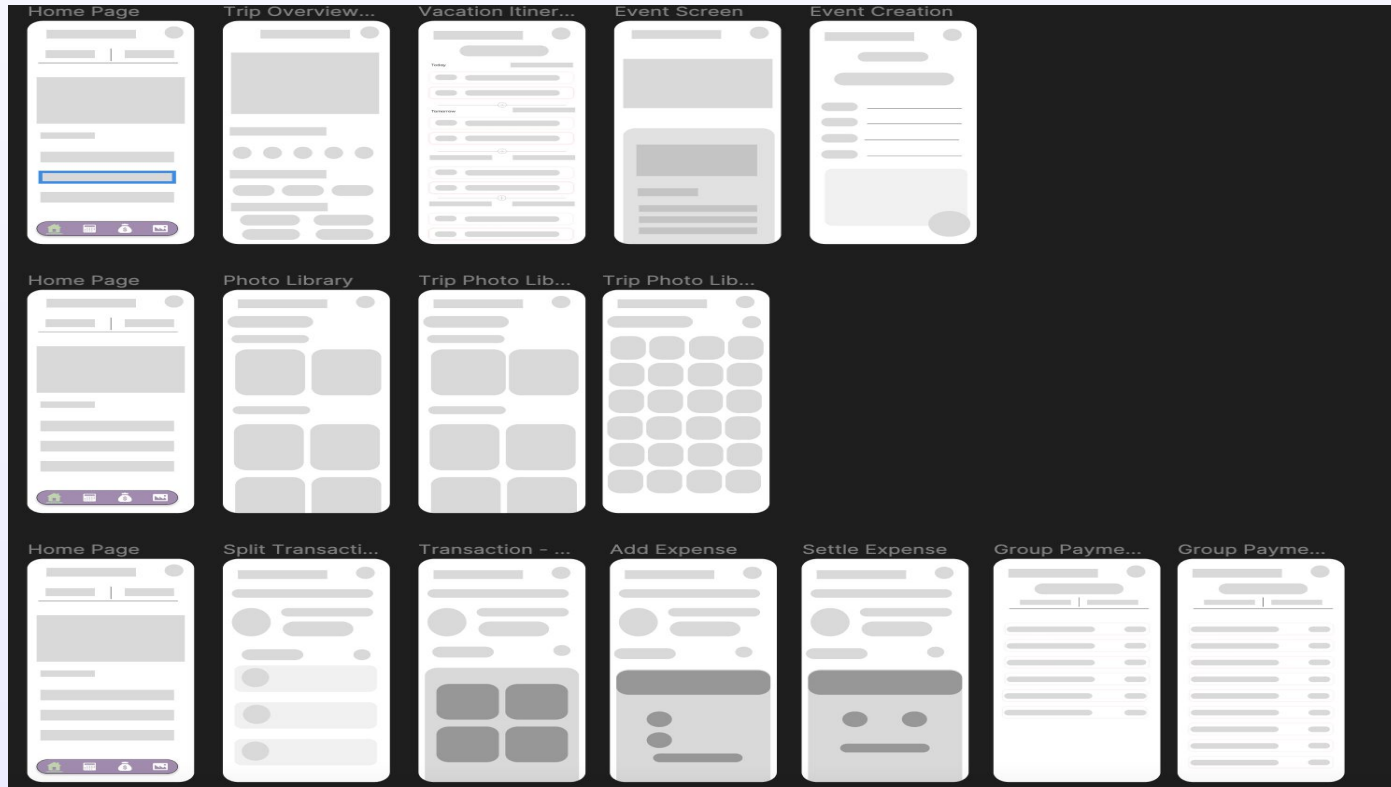 Home Page
Trip Overview...
Vacation Itiner...
Event Screen
Event Creation
Today
Tomorrow
Home Page
Photo Library
Trip Photo Lib...
Trip Photo Lib...
Home Page
Split Transacti...
Transaction - ...
Add Expense
Settle Expense
Group Payme...
Group Payme...